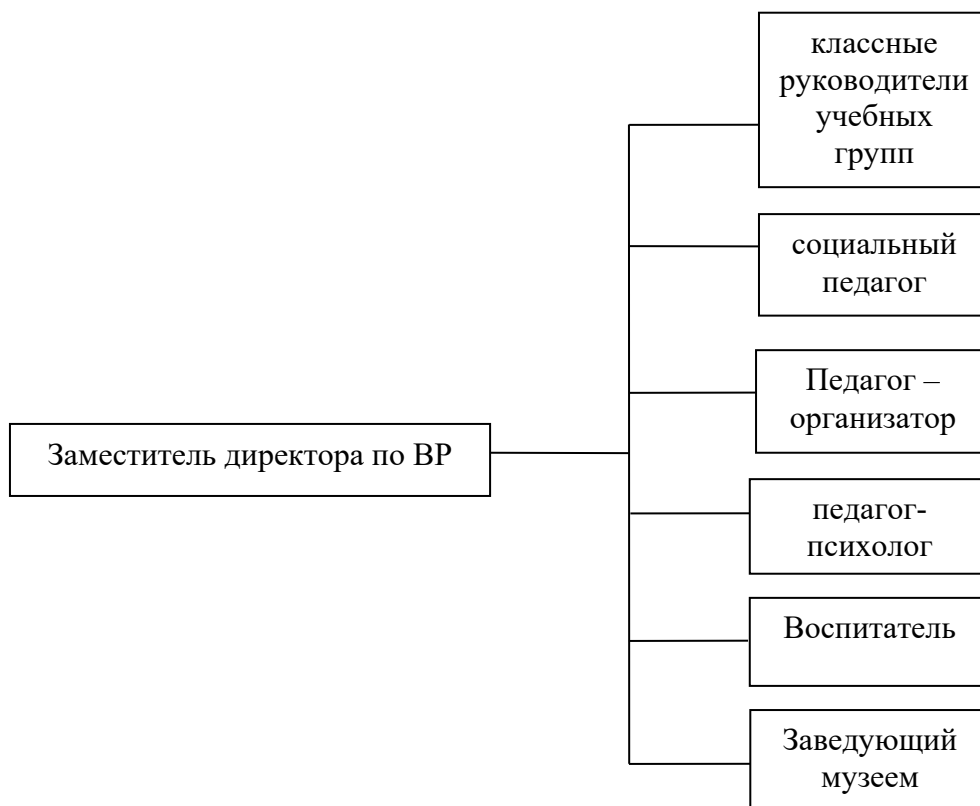 классные
руководители
учебных
групп
социальный
педагог
Педагог –
организатор
Заместитель директора по ВР
педагог-
психолог
Воспитатель
Заведующий
музеем